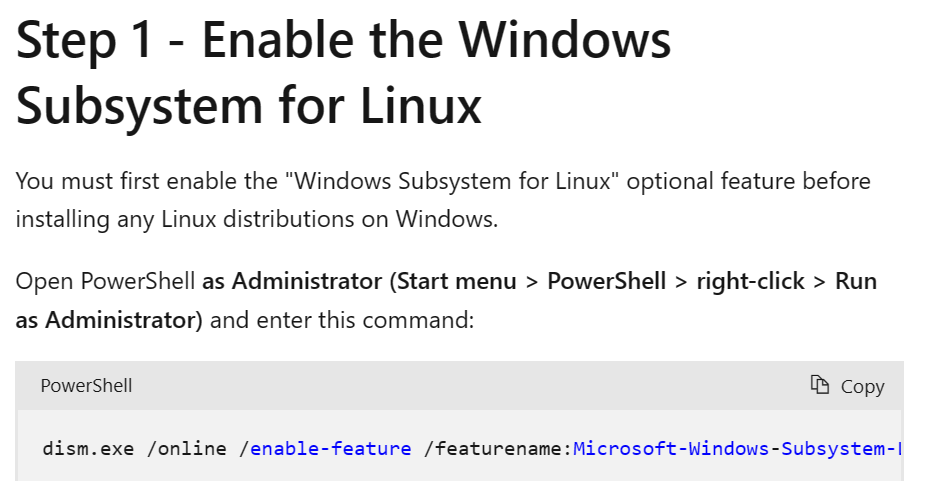 Step 1 - Enable the Windows
Subsystem for Linux
You must first enable the "Windows Subsystem for Linux" optional feature before
installing any Linux distributions on Windows.
Open PowerShell as Administrator (Start menu > PowerShell > right-click > Run
as Administrator) and enter this command:
PowerShell Copy
dism.exe /online /enable-feature /featurename:Microsoft-Windows-Subsystem-